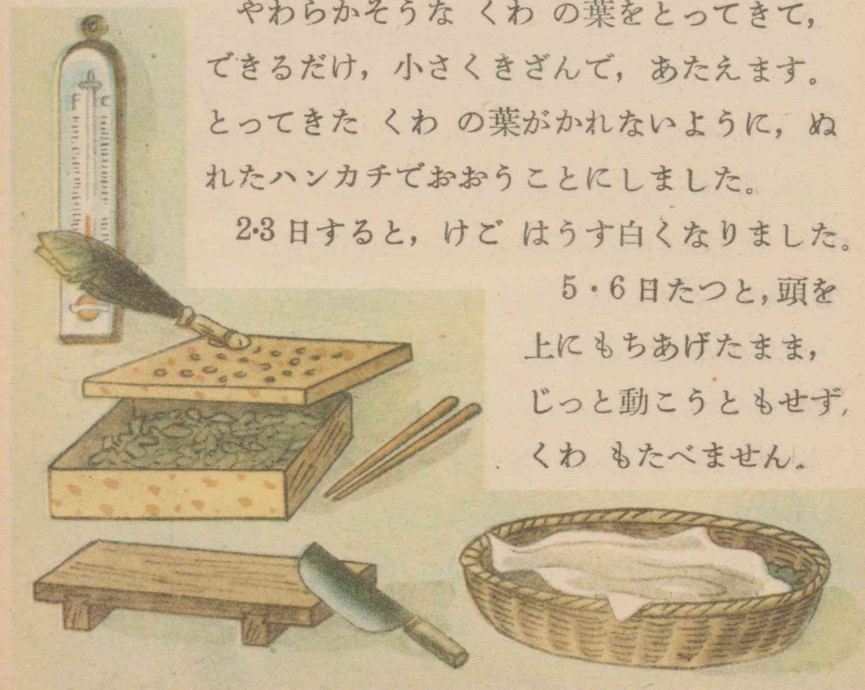 やわらかそうな くわ の葉をとってきて,
できるだけ, 小さくきざんで, あたえます。
とってきた くわ の葉がかれないように, ぬ
れたハンカチでおおうことにしました。
2・3日すると, けご はうす白くなりました。
5・6日たつと, 頭を
上にもちあげたまま,
じっと動こうともせず,
くわ もたべません。
F C